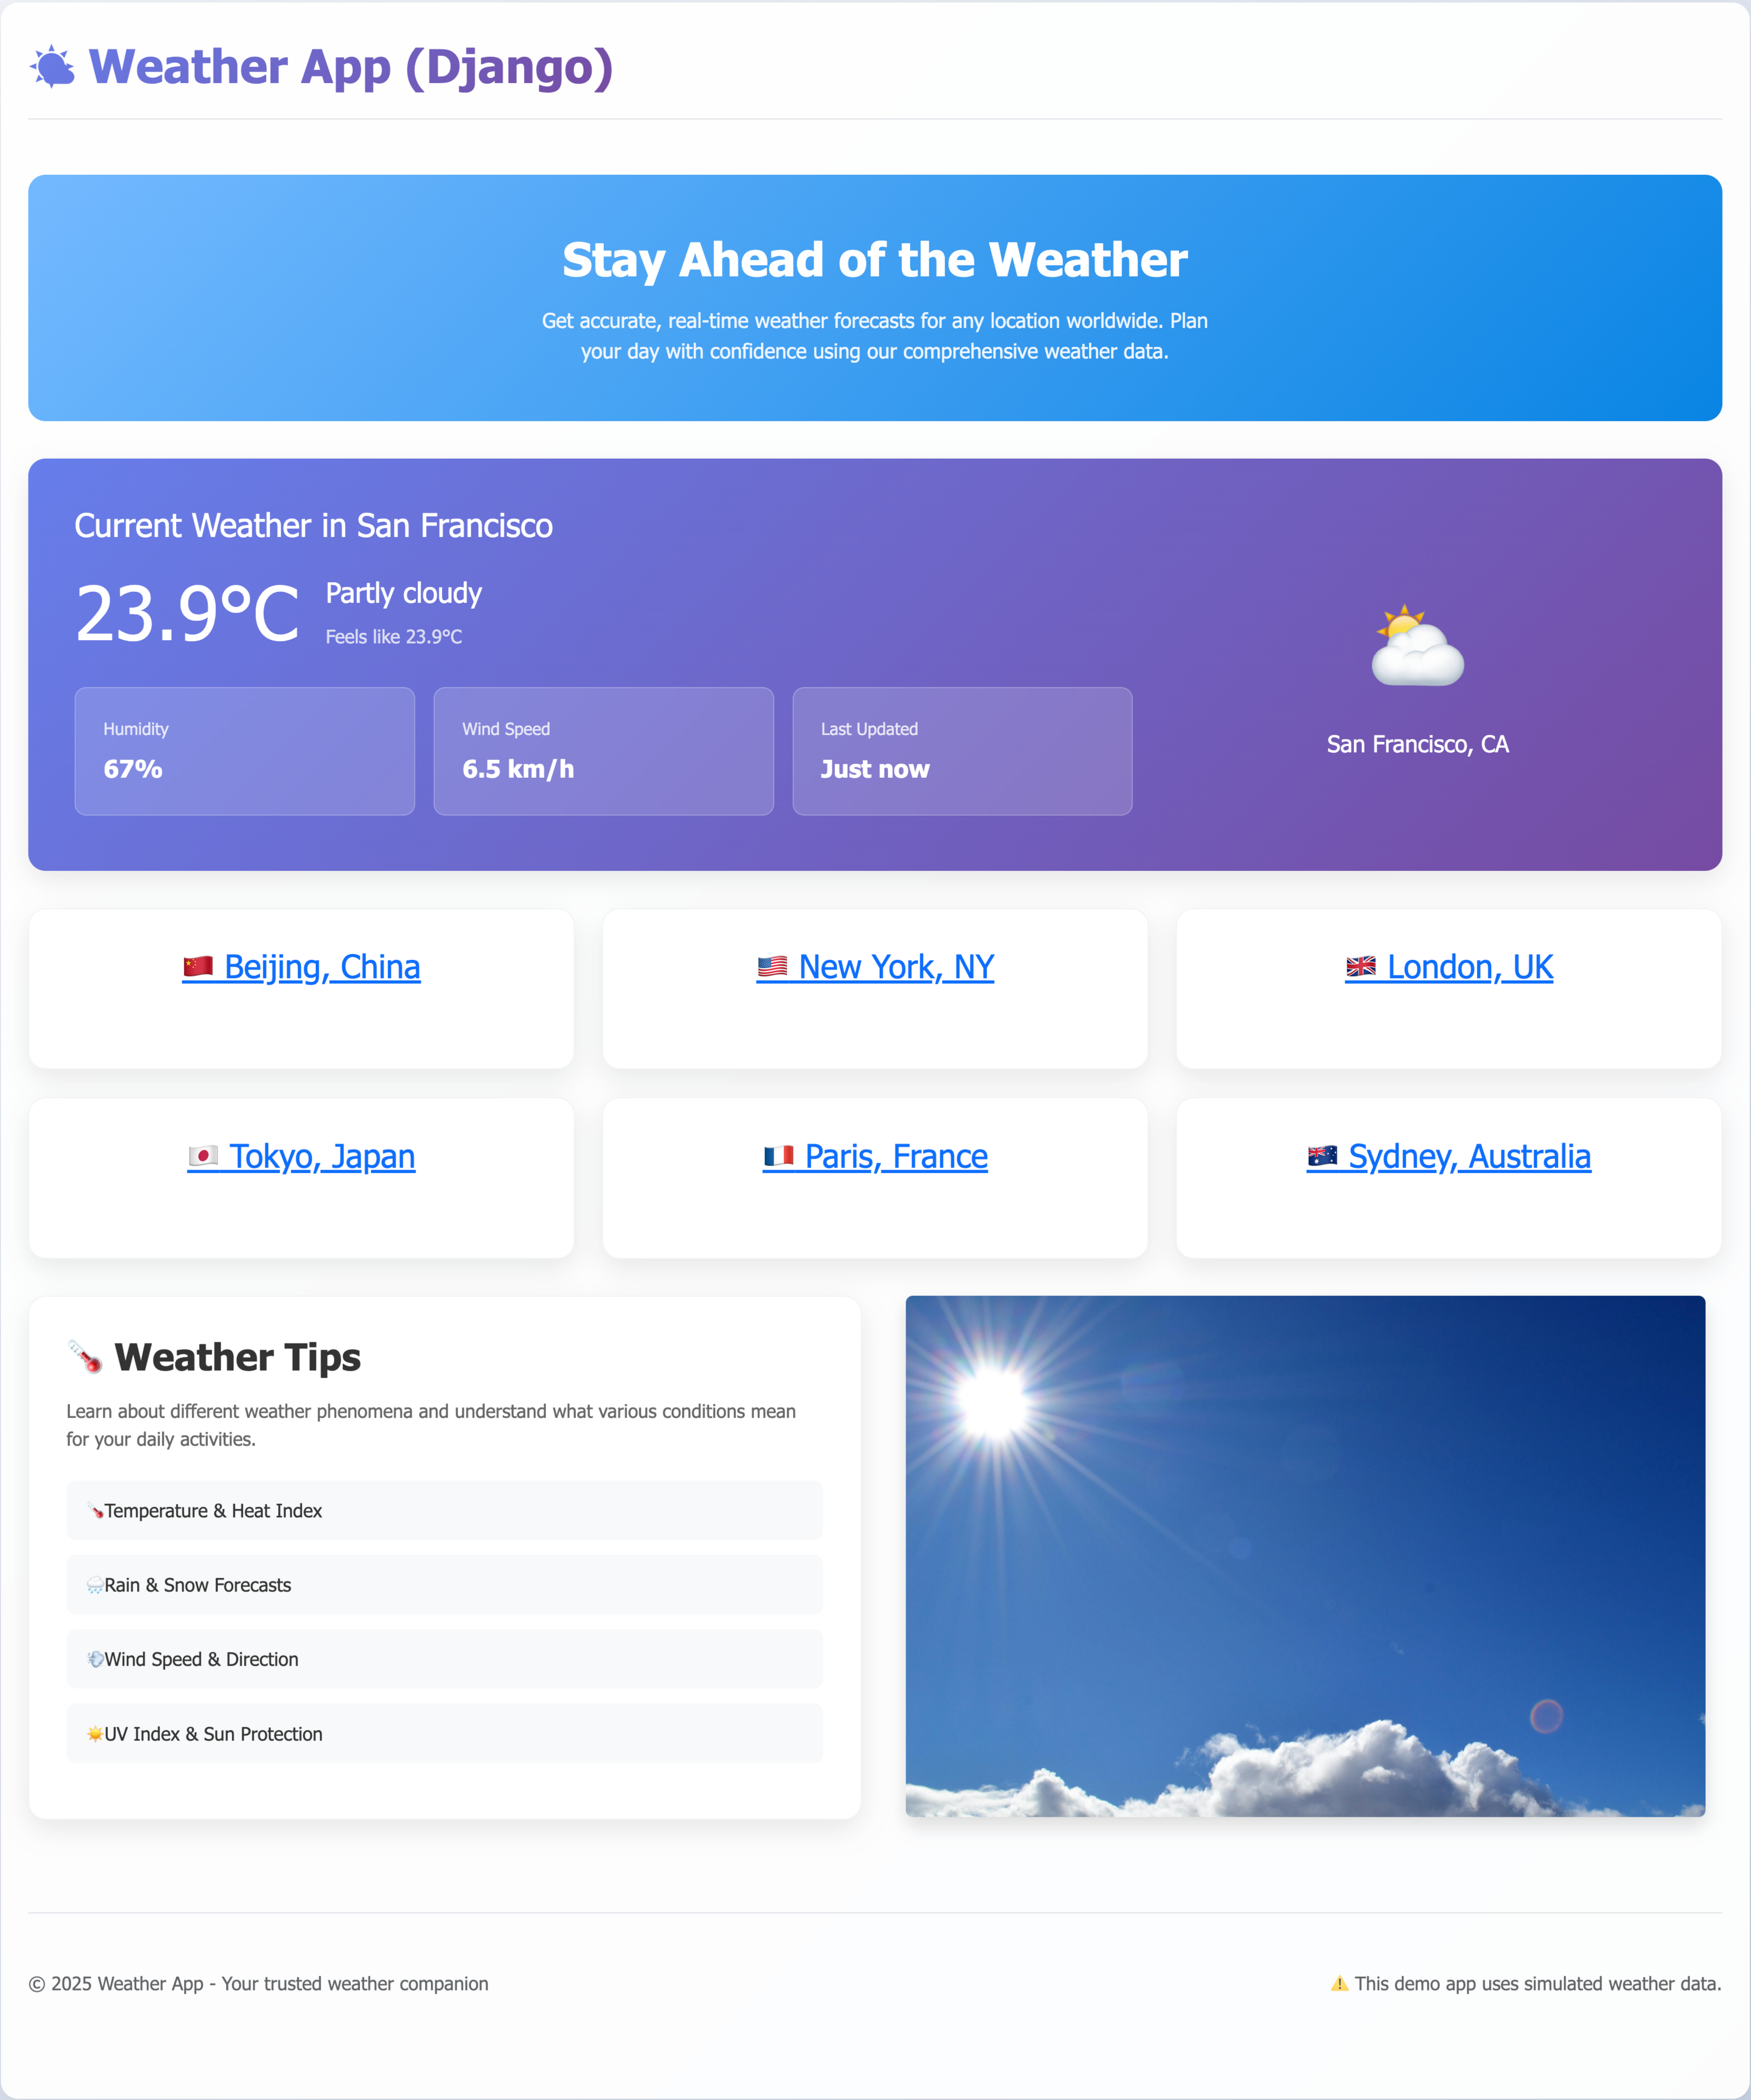 Weather App (Django)
Stay Ahead of the Weather
Get accurate, real-time weather forecasts for any location worldwide. Plan
your day with confidence using our comprehensive weather data.
Current Weather in San Francisco
23.9°C
Partly cloudy
Feels like 23.9°C
Humidity
67%
Wind Speed
6.5 km/h
Last Updated
Just now
San Francisco, CA
Beijing, China
New York, NY
London, UK
Tokyo, Japan
Paris, France
Sydney, Australia
Weather Tips
Learn about different weather phenomena and understand what various conditions mean
for your daily activities.
Temperature & Heat Index
Rain & Snow Forecasts
Wind Speed & Direction
UV Index & Sun Protection
© 2025 Weather App - Your trusted weather companion
⚠️ This demo app uses simulated weather data.